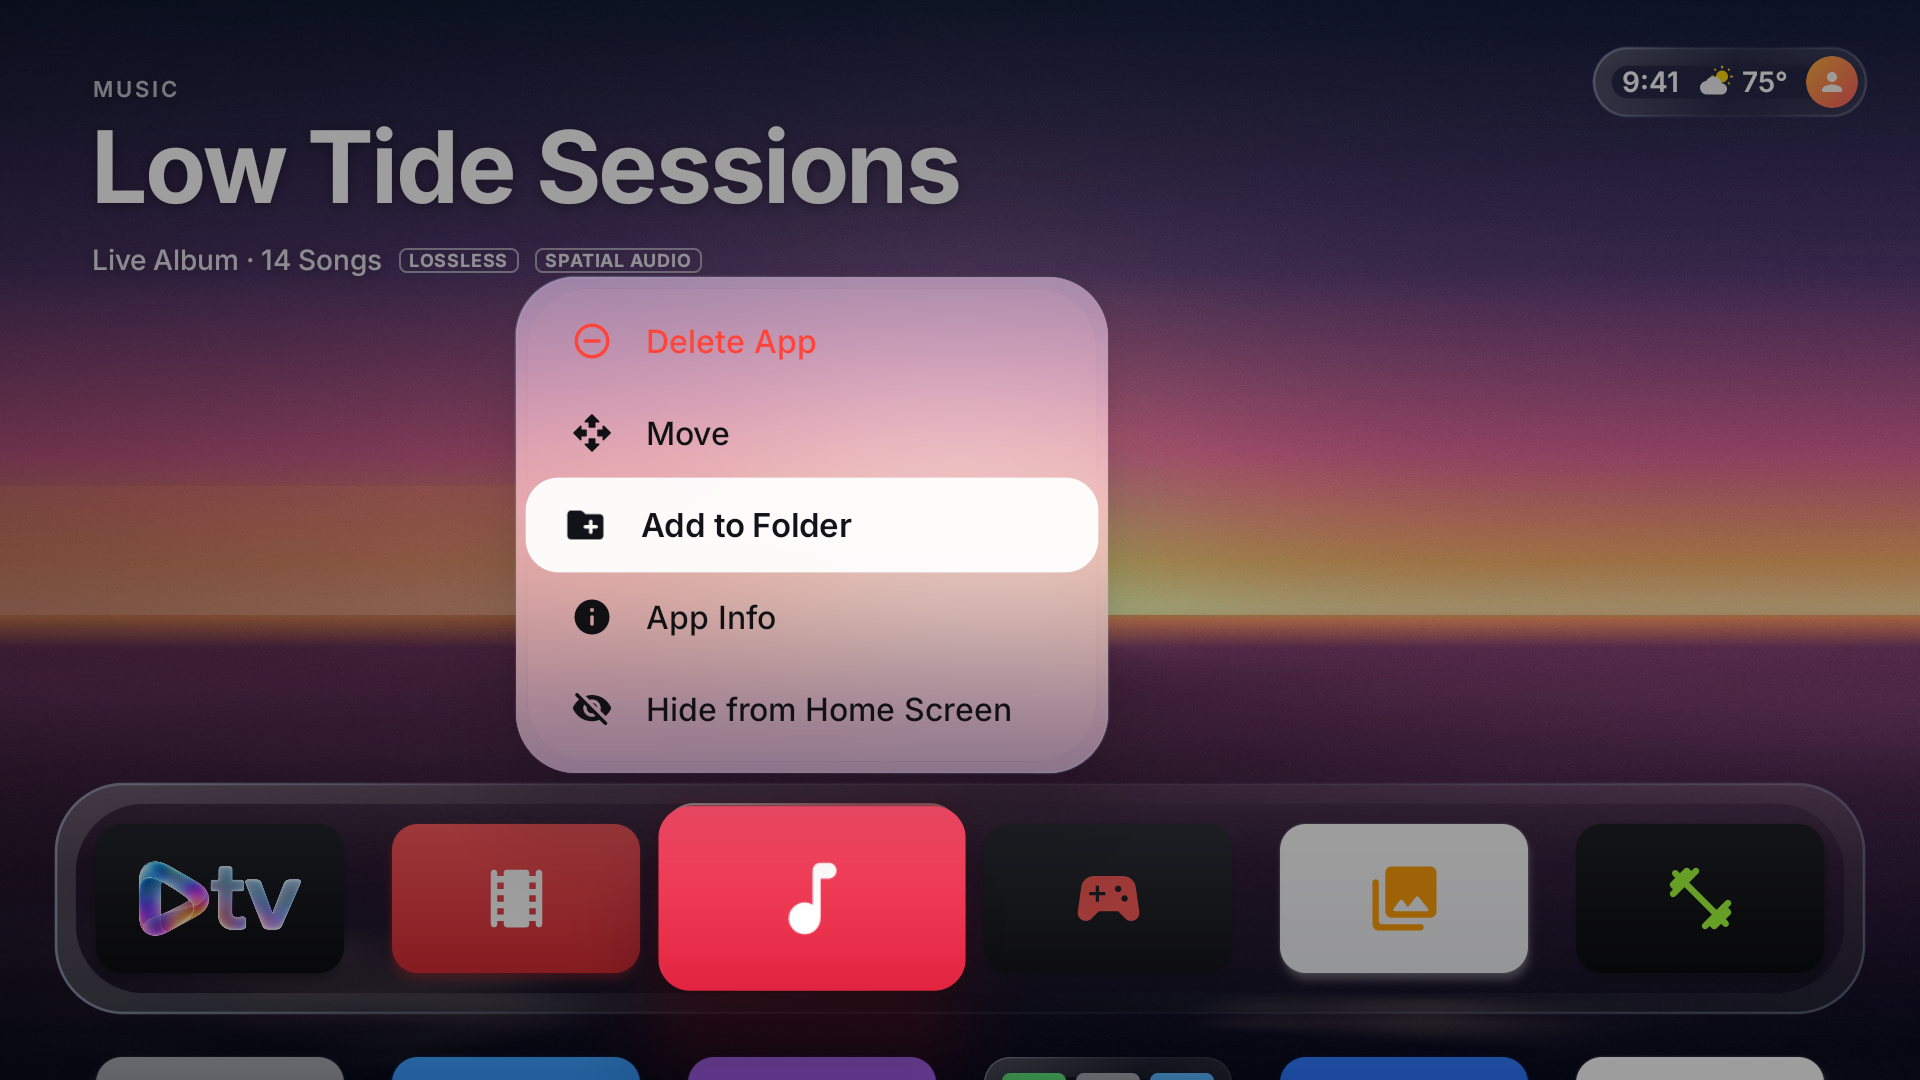 MUSIC
9:41 75°
Low Tide Sessions
Live Album · 14 Songs LOSSLESS SPATIAL AUDIO
Delete App
Move
Add to Folder
App Info
Hide from Home Screen
tv